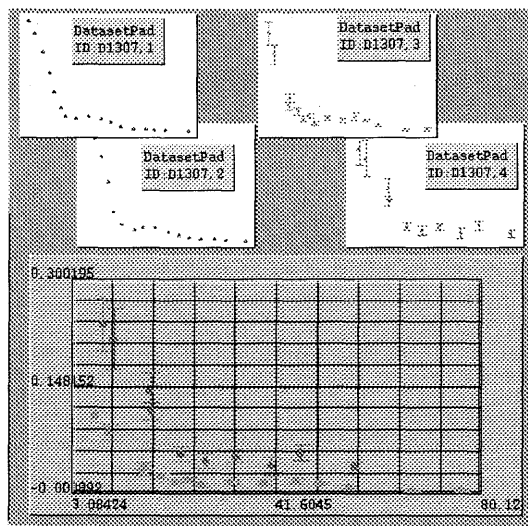 DatasetPad
ID:D1307,1
DatasetPad
ID:D1307,3
DatasetPad
ID:D1307,2
DatasetPad
ID:D1307,4
0.300195
0.148152
-0.000992
3.08424
41.6045
80.12